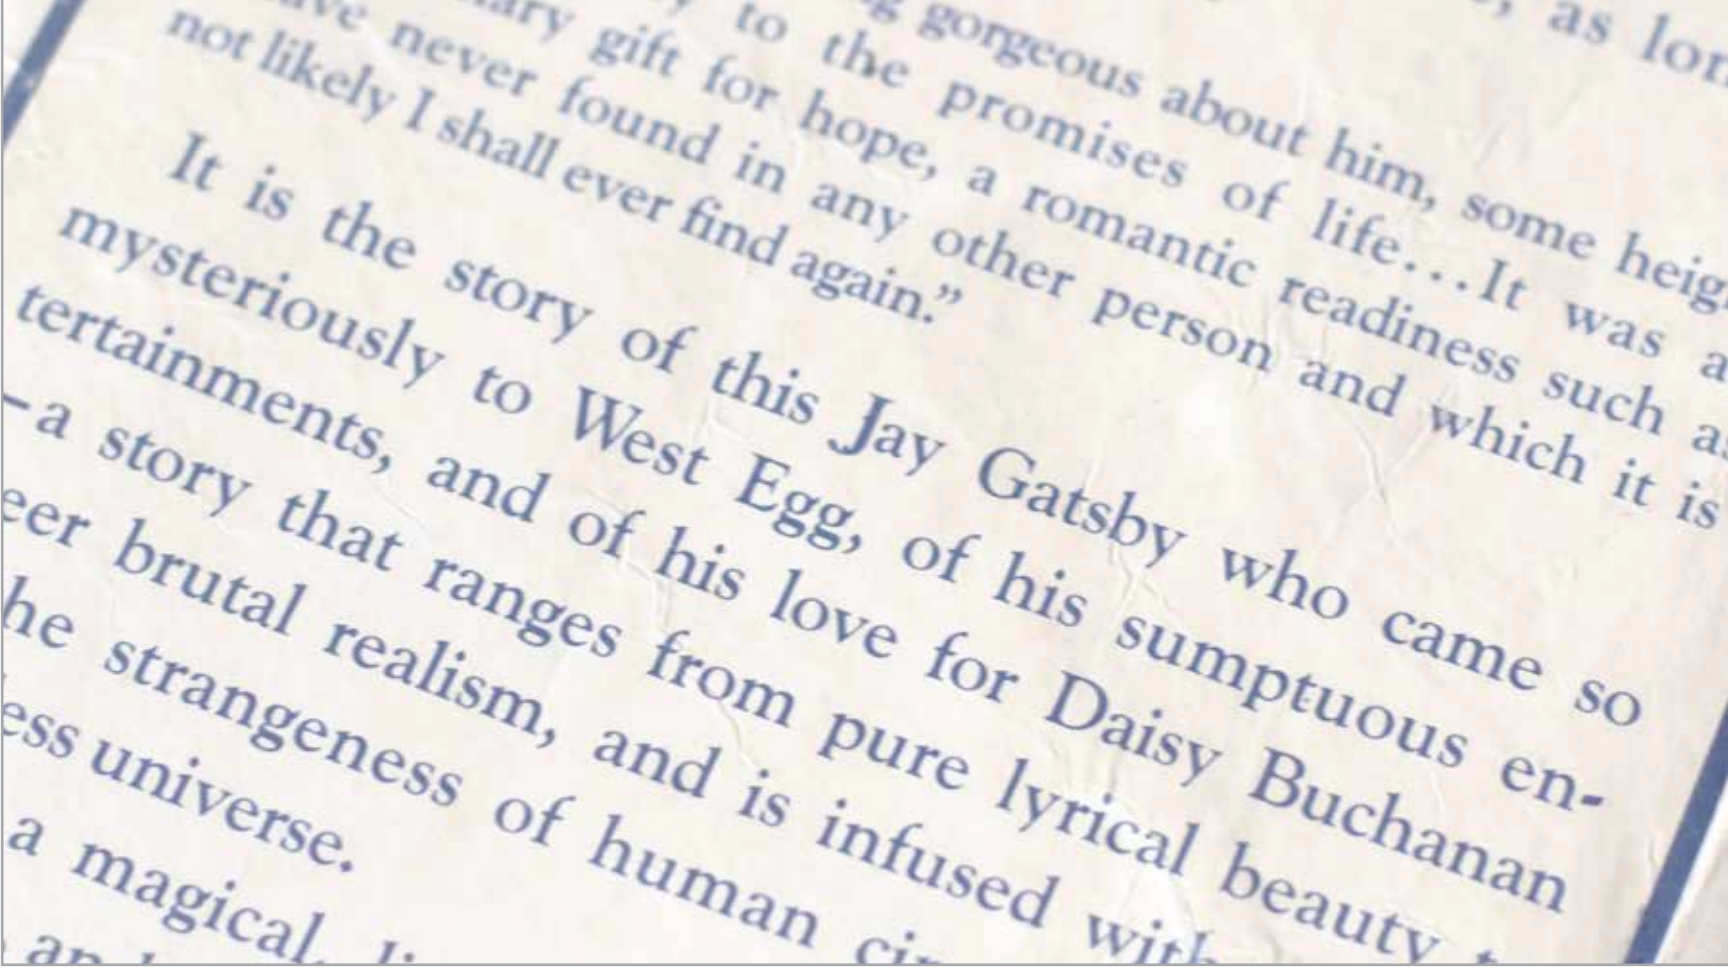 as
gorgeous about him, some
to the promises of life...It was
gift for hope, a romantic readiness such
never found in any other person and which it is
not likely I shall ever find again.”
It is the story of this Jay Gatsby who came so
mysteriously to West Egg, of his sumptuous en-
tertainments, and of his love for Daisy Buchanan
–a story that ranges from pure lyrical beauty
brutal realism, and is infused with
strangeness of human
universe.
a magical,